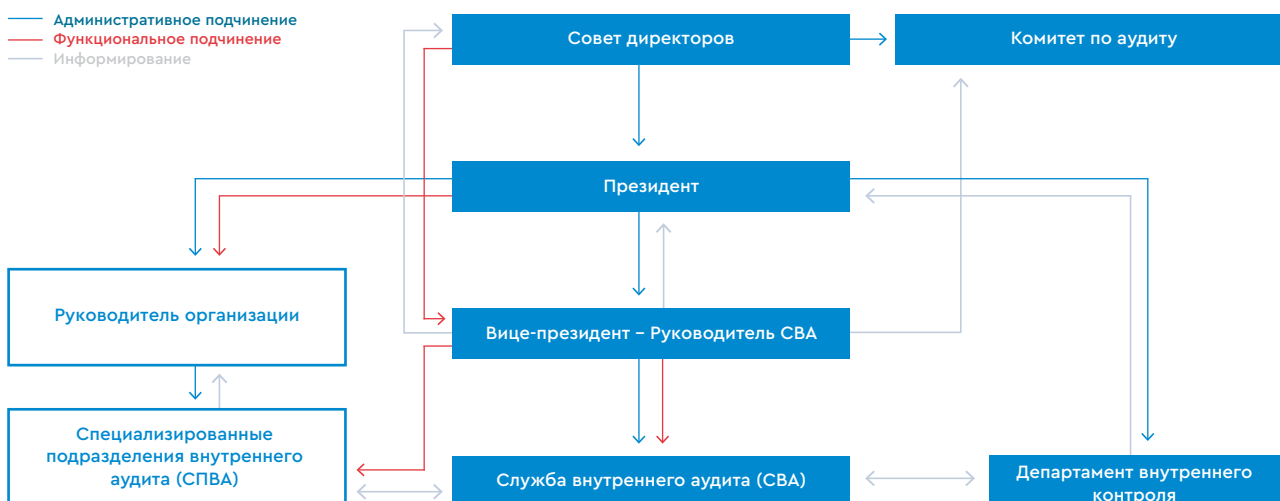 Административное подчинение
Функциональное подчинение
Информирование
Совет директоров
Комитет по аудиту
Президент
Руководитель организации
Вице-президент – Руководитель СВА
Специализированные
подразделения внутреннего
аудита (СПВА)
Служба внутреннего аудита (СВА)
Департамент внутреннего
контроля